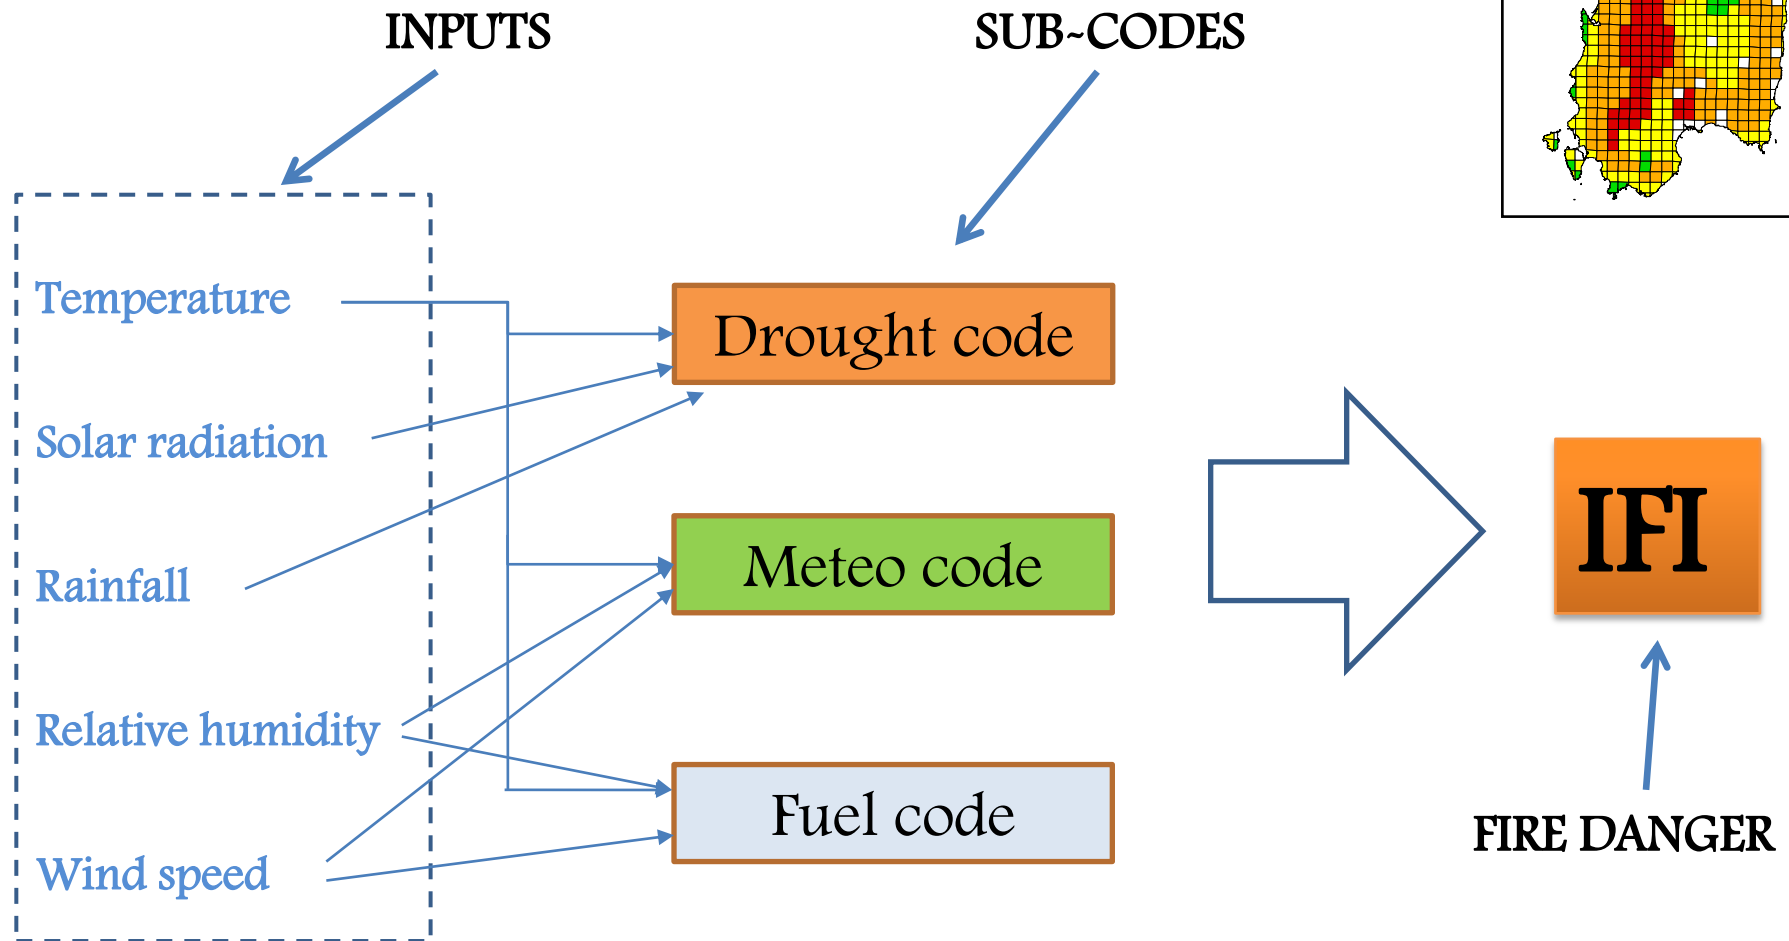 INPUTS
SUB-CODES
Temperature
Solar radiation
Rainfall
Relative humidity
Wind speed
Drought code
Meteo code
Fuel code
IFI
FIRE DANGER